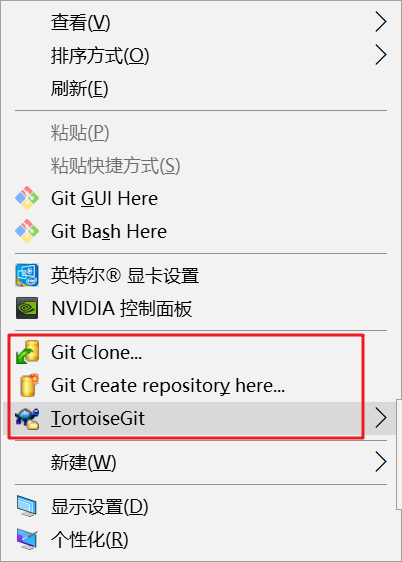 查看(V)
排序方式(O)
刷新(E)
粘贴(P)
粘贴快捷方式(S)
Git GUI Here
Git Bash Here
英特尔® 显卡设置
NVIDIA 控制面板
Git Clone...
Git Create repository here...
TortoiseGit
新建(W)
显示设置(D)
个性化(R)